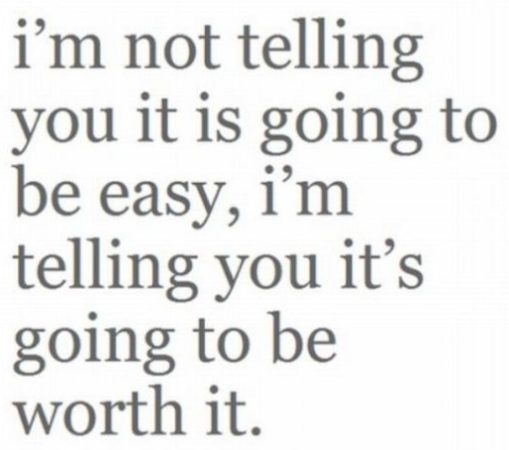 i’m not telling
you it is going to
be easy, i’m
telling you it’s
going to be
worth it.